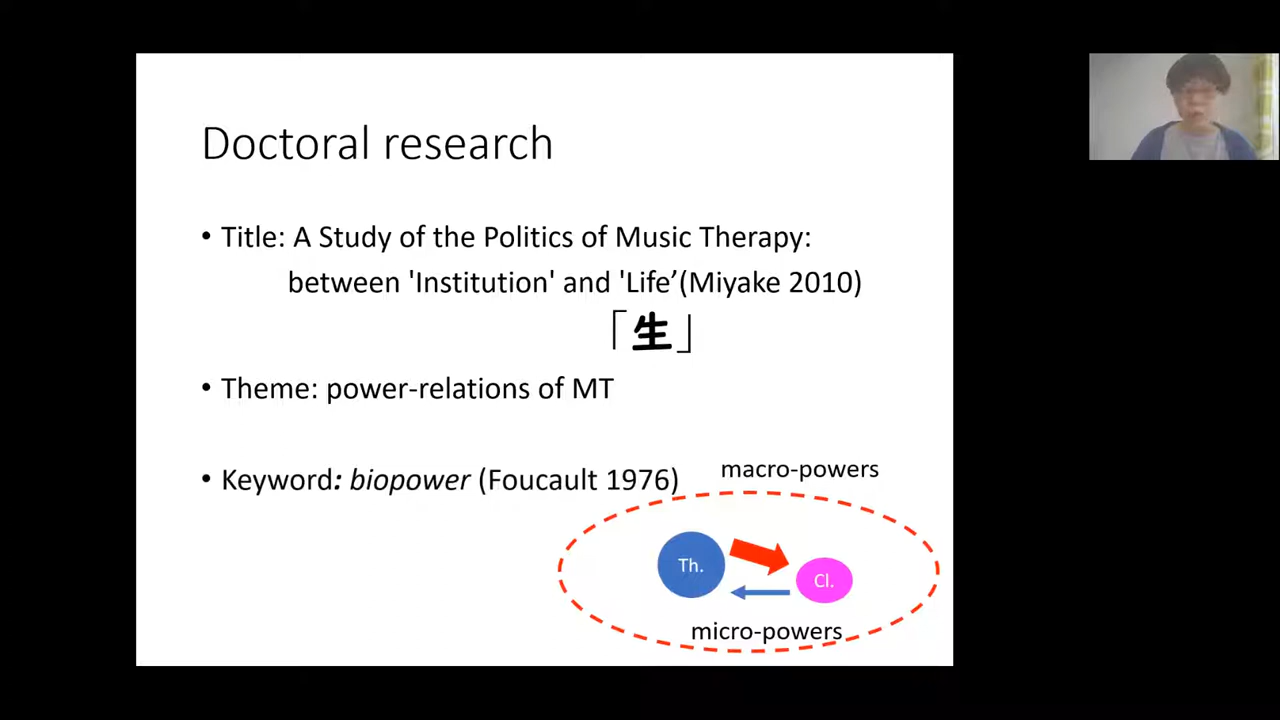 Doctoral research
• Title: A Study of the Politics of Music Therapy:
between 'Institution' and 'Life’(Miyake 2010)
「生」
• Theme: power-relations of MT
• Keyword: biopower (Foucault 1976)
macro-powers
Th.
Cl.
micro-powers